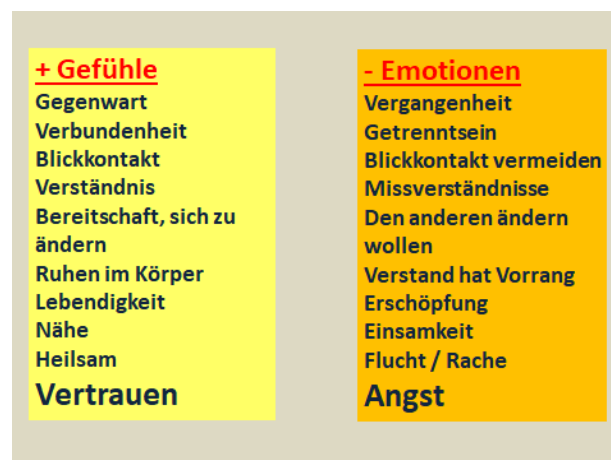 + Gefühle
Gegenwart
Verbundenheit
Blickkontakt
Verständnis
Bereitschaft, sich zu
ändern
Ruhen im Körper
Lebendigkeit
Nähe
Heilsam
Vertrauen
- Emotionen
Vergangenheit
Getrenntsein
Blickkontakt vermeiden
Missverständnisse
Den anderen ändern
wollen
Verstand hat Vorrang
Erschöpfung
Einsamkeit
Flucht / Rache
Angst